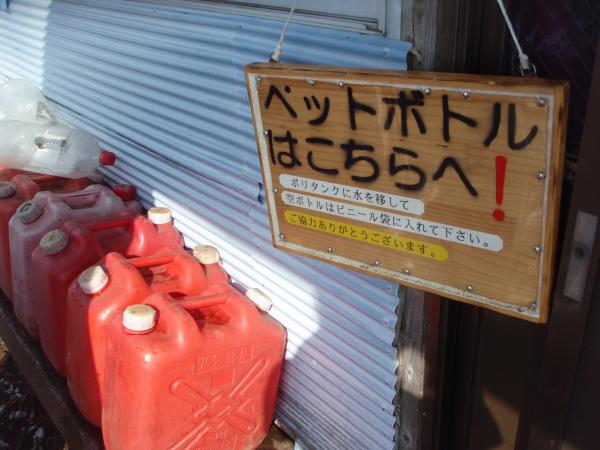 ペットボトル
はこちらへ!
ポリタンクに水を移して
空ボトルはビニール袋に入れて下さい。
ご協力ありがとうございます。